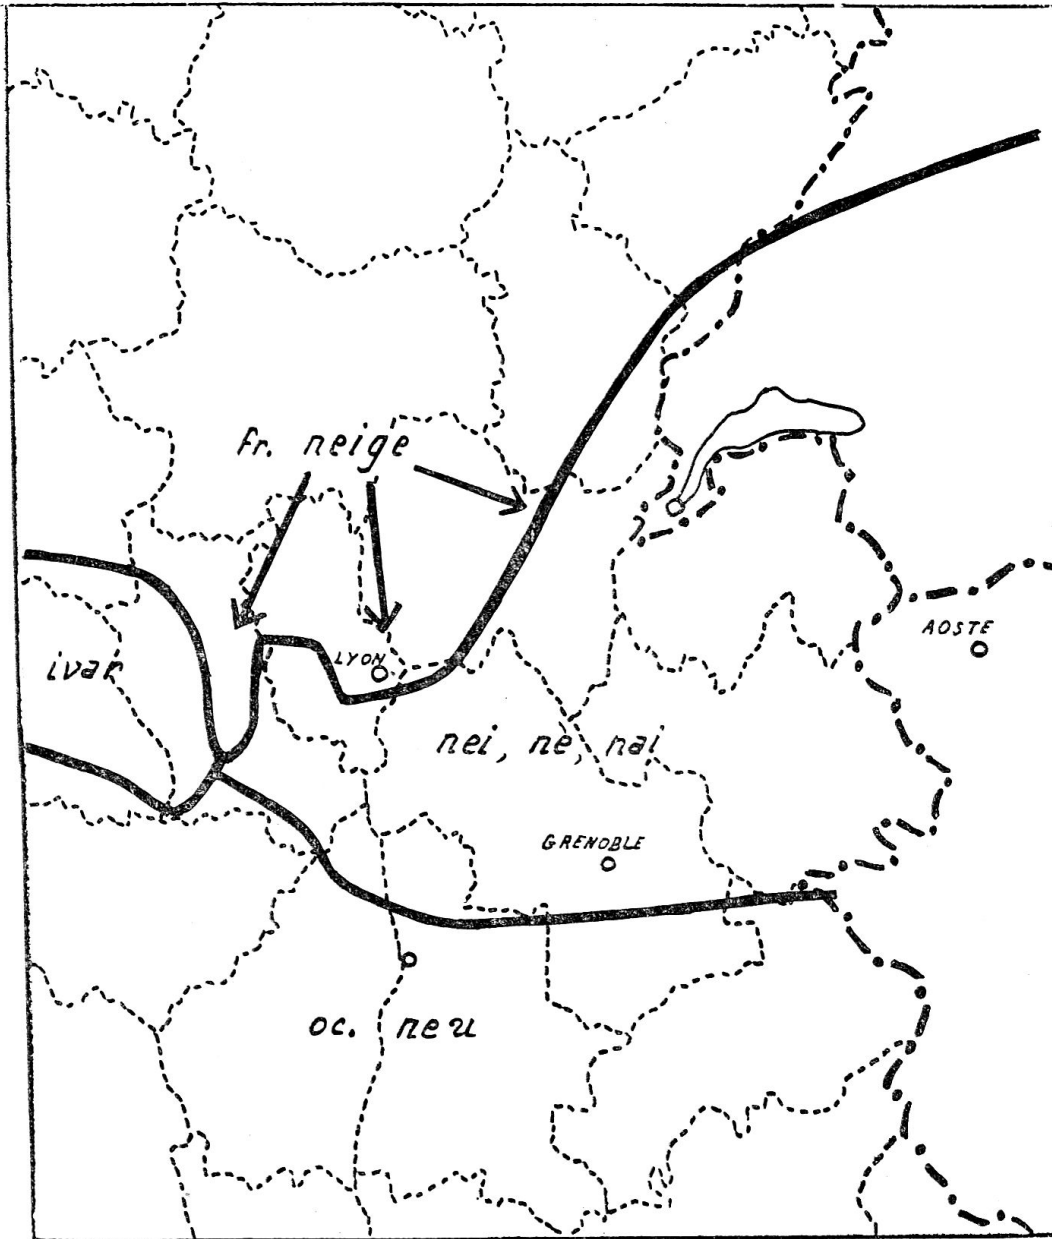 fr. neige
AOSTE
LYON
ivar
nei, ne, nai
GRENOBLE
oc. neu